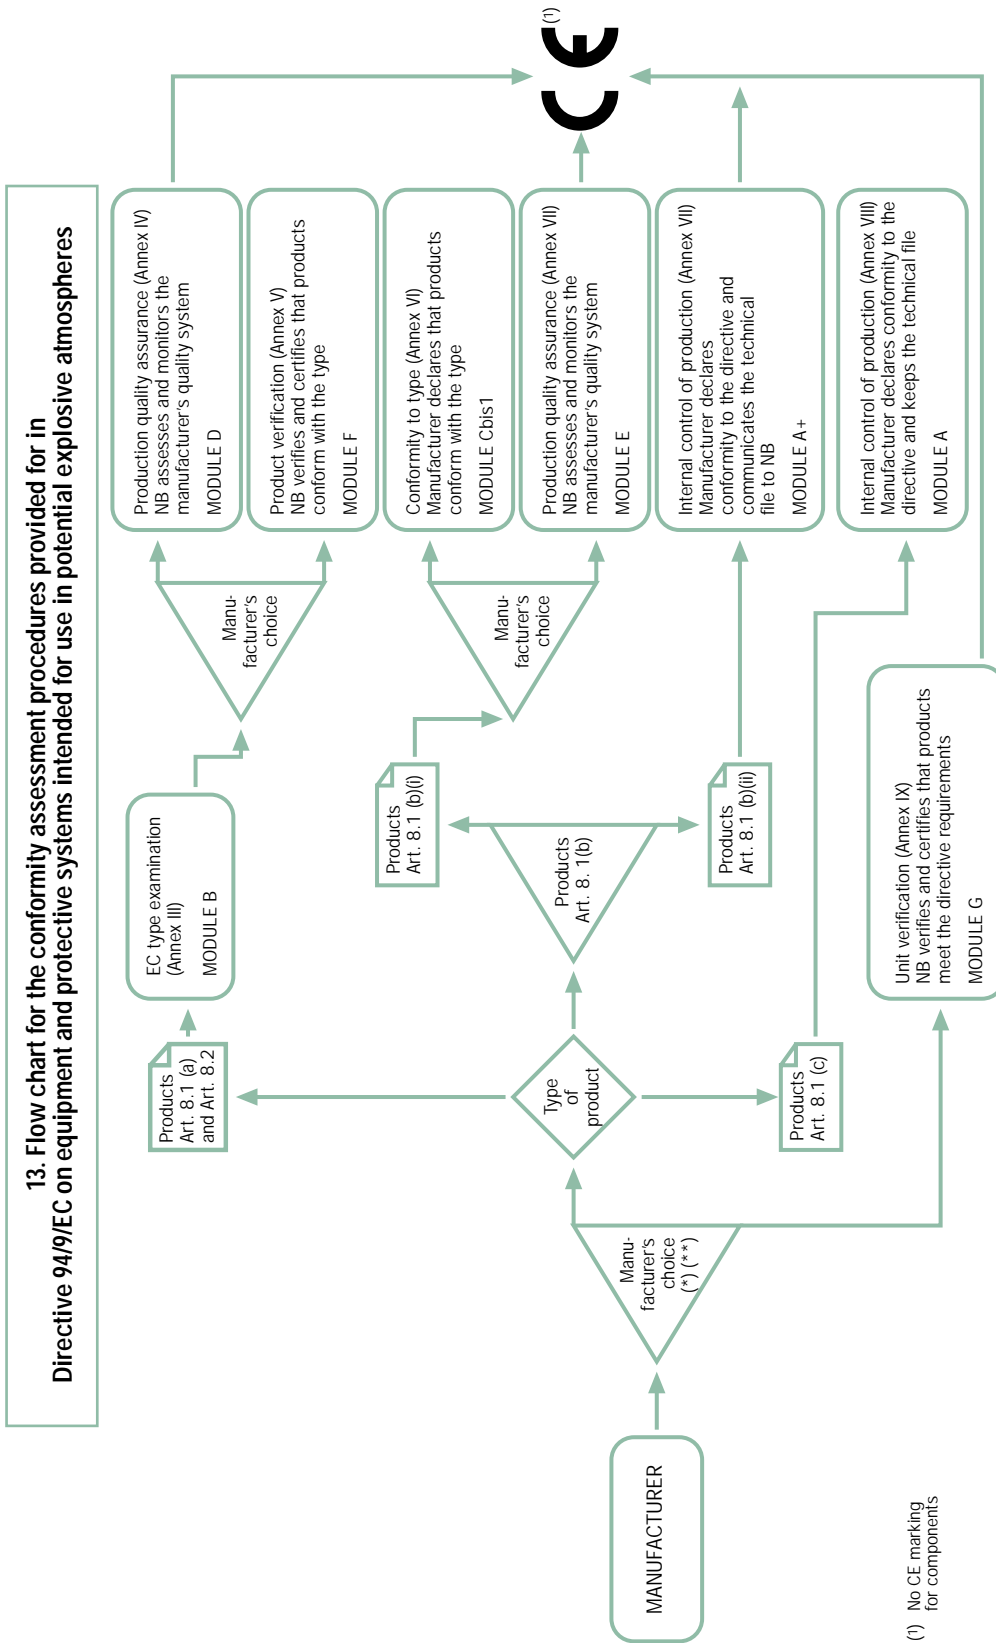 13. Flow chart for the conformity assessment procedures provided for in
Directive 94/9/EC on equipment and protective systems intended for use in potential explosive atmospheres
MANUFACTURER
Manu-
facturer's
choice
(*) (**)
Type
of
product
Products
Art. 8.1 (a)
and Art. 8.2
EC type examination
(Annex III)
MODULE B
Manu-
facturer's
choice
Production quality assurance (Annex IV)
NB assesses and monitors the
manufacturer's quality system
MODULE D
Product verification (Annex V)
NB verifies and certifies that products
conform with the type
MODULE F
Products
Art. 8. 1(b)
Products
Art. 8.1 (b)(i)
Manu-
facturer's
choice
Conformity to type (Annex VI)
Manufacturer declares that products
conform with the type
MODULE Cbis1
Production quality assurance (Annex VII)
NB assesses and monitors the
manufacturer's quality system
MODULE E
Products
Art. 8.1 (b)(ii)
Internal control of production (Annex VII)
Manufacturer declares
conformity to the directive and
communicates the technical
file to NB
MODULE A+
Products
Art. 8.1 (c)
Internal control of production (Annex VIII)
Manufacturer declares conformity to the
directive and keeps the technical file
MODULE A
Unit verification (Annex IX)
NB verifies and certifies that products
meet the directive requirements
MODULE G
CE (1)
(1) No CE marking
for components